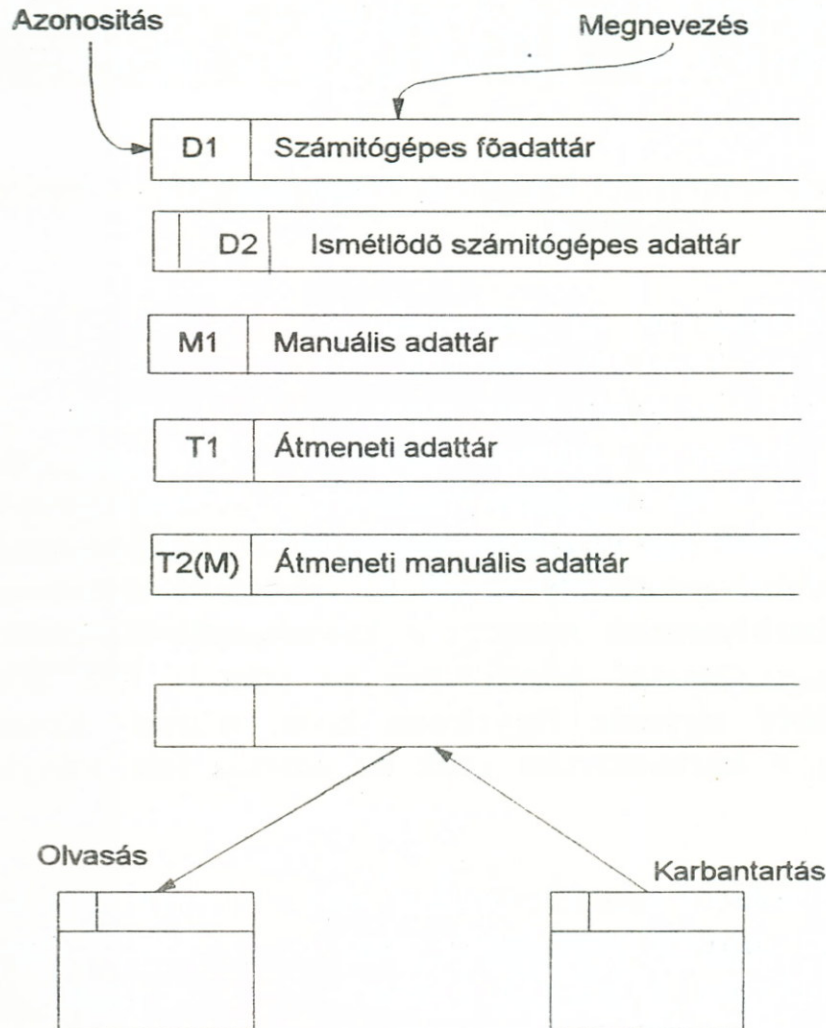 Azonositás
Megnevezés
D1 Számitógépes fõadattár
D2 Ismétlõdõ számitógépes adattár
M1 Manuális adattár
T1 Átmeneti adattár
T2(M) Átmeneti manuális adattár
Olvasás
Karbantartás